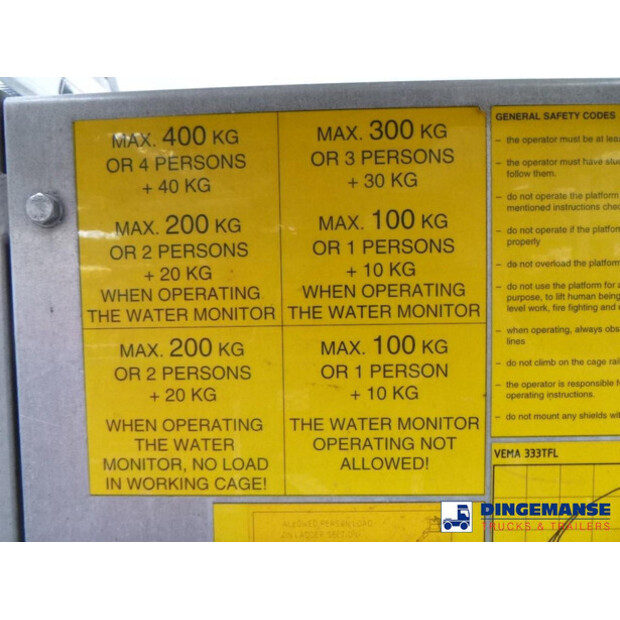 MAX. 400 KG
OR 4 PERSONS
+ 40 KG
MAX. 200 KG
OR 2 PERSONS
+ 20 KG
WHEN OPERATING
THE WATER MONITOR
MAX. 300 KG
OR 3 PERSONS
+ 30 KG
MAX. 100 KG
OR 1 PERSONS
+ 10 KG
WHEN OPERATING
THE WATER MONITOR
MAX. 200 KG
OR 2 PERSONS
+ 20 KG
WHEN OPERATING
THE WATER
MONITOR, NO LOAD
IN WORKING CAGE!
MAX. 100 KG
OR 1 PERSON
+ 10 KG
THE WATER MONITOR
OPERATING NOT
ALLOWED!
GENERAL SAFETY CODES
– the operator must be at
– the operator must have
follow them.
– do not operate the platform
mentioned instructions
– do not operate if the
properly
– do not overload the platform
– do not use the platform for
purpose, to lift human
level work, fire fighting and
– when operating, always
lines
– do not climb on the cage
– the operator is responsible
operating instructions.
– do not mount any shields
VEMA 333TFL
ALLOWED PERSON LOAD
ON LADDER SECTION
DINGEMANSE
TRUCKS & TRAILERS